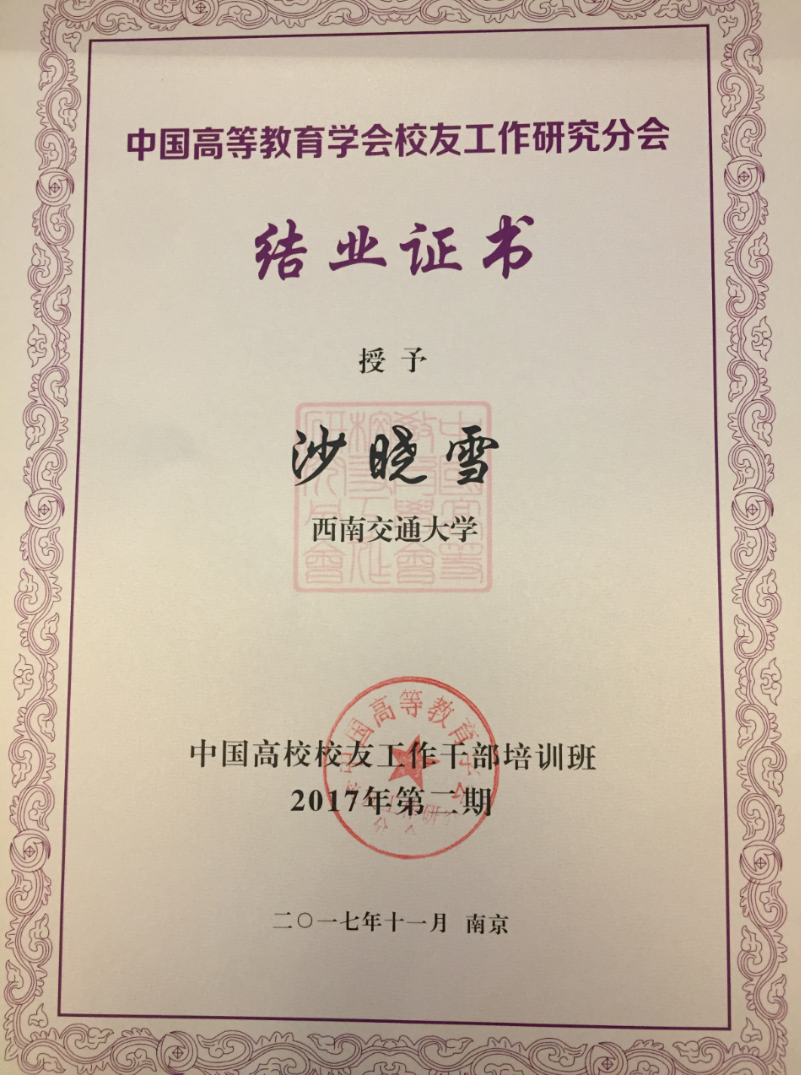 中国高等教育学会校友工作研究分会
结业证书
授予
沙晓雪
西南交通大学
中国高校校友工作干部培训班
2017年第二期
二〇一七年十一月 南京